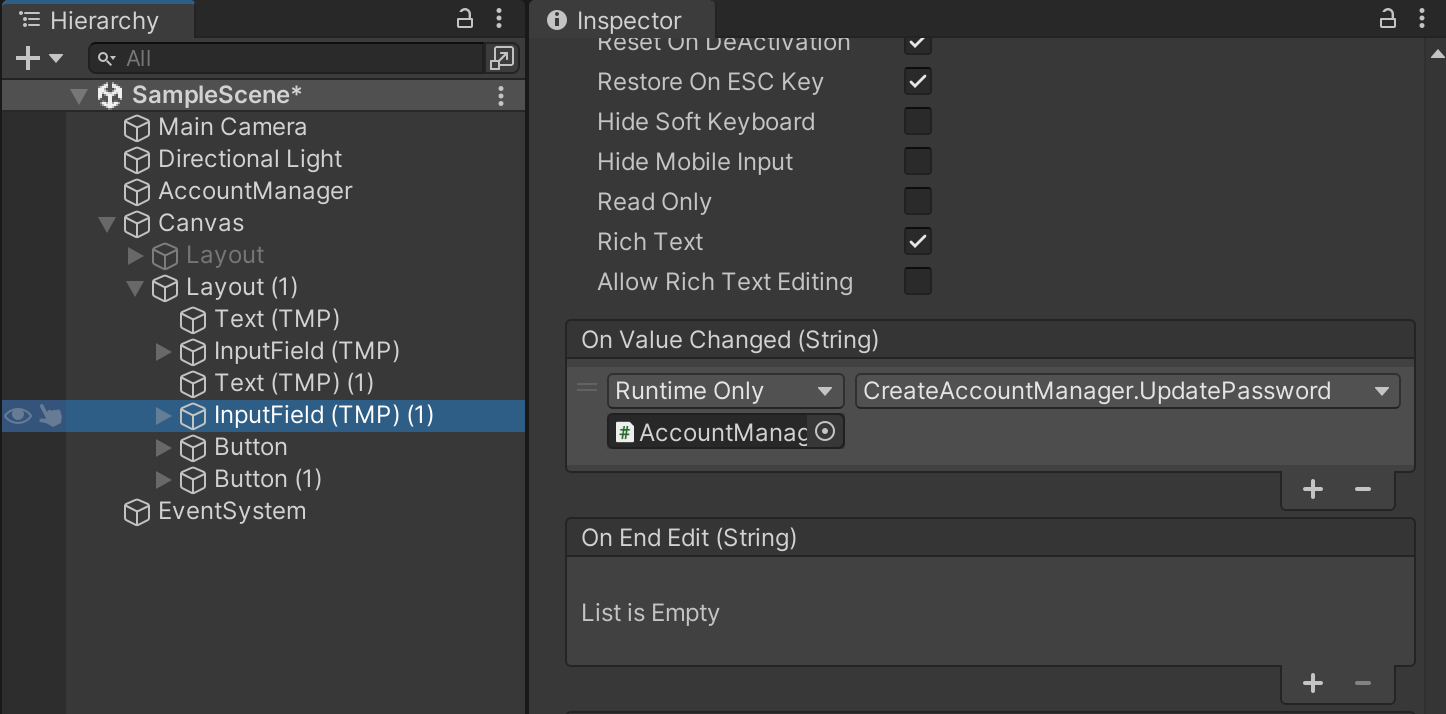 Hierarchy
All
SampleScene*
Main Camera
Directional Light
AccountManager
Canvas
Layout
Layout (1)
Text (TMP)
InputField (TMP)
Text (TMP) (1)
InputField (TMP) (1)
Button
Button (1)
EventSystem
Inspector
Reset On DeActivation
Restore On ESC Key
Hide Soft Keyboard
Hide Mobile Input
Read Only
Rich Text
Allow Rich Text Editing
On Value Changed (String)
Runtime Only
CreateAccountManager.UpdatePassword
# AccountManag
On End Edit (String)
List is Empty